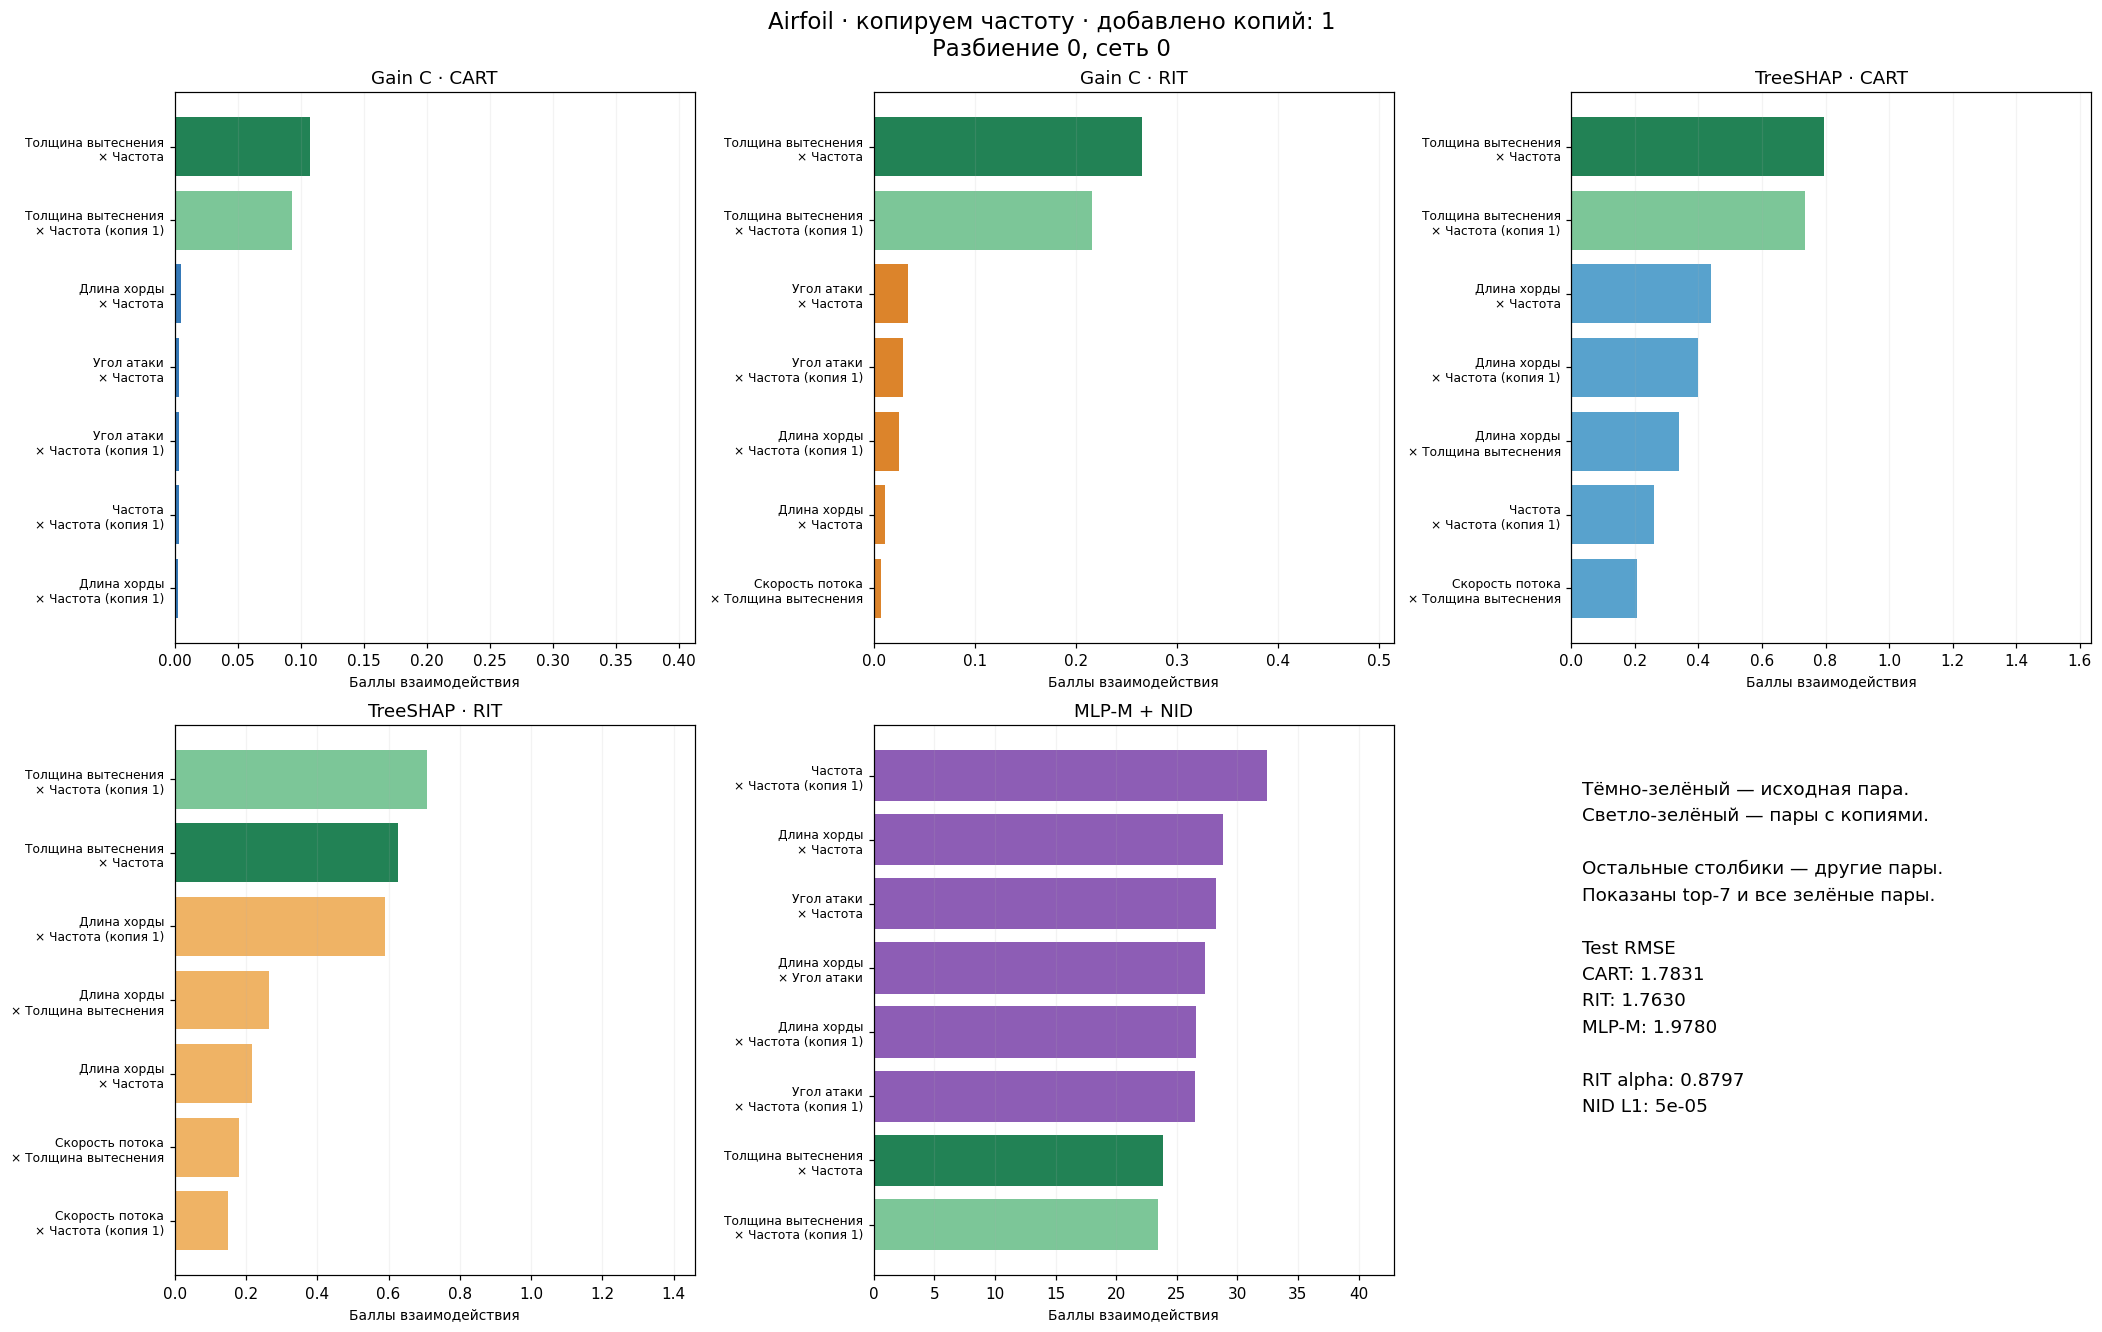 Airfoil · копируем частоту · добавлено копий: 1
Разбиение 0, сеть 0
Gain C · CART
Толщина вытеснения
× Частота
Толщина вытеснения
× Частота (копия 1)
Длина хорды
× Частота
Угол атаки
× Частота
Угол атаки
× Частота (копия 1)
Частота
× Частота (копия 1)
Длина хорды
× Частота (копия 1)
0.00 0.05 0.10 0.15 0.20 0.25 0.30 0.35 0.40
Баллы взаимодействия
Gain C · RIT
Толщина вытеснения
× Частота
Толщина вытеснения
× Частота (копия 1)
Угол атаки
× Частота
Угол атаки
× Частота (копия 1)
Длина хорды
× Частота (копия 1)
Длина хорды
× Частота
Скорость потока
× Толщина вытеснения
0.0 0.1 0.2 0.3 0.4 0.5
Баллы взаимодействия
TreeSHAP · CART
Толщина вытеснения
× Частота
Толщина вытеснения
× Частота (копия 1)
Длина хорды
× Частота
Длина хорды
× Частота (копия 1)
Длина хорды
× Толщина вытеснения
Частота
× Частота (копия 1)
Скорость потока
× Толщина вытеснения
0.0 0.2 0.4 0.6 0.8 1.0 1.2 1.4 1.6
Баллы взаимодействия
TreeSHAP · RIT
Толщина вытеснения
× Частота (копия 1)
Толщина вытеснения
× Частота
Длина хорды
× Частота (копия 1)
Длина хорды
× Толщина вытеснения
Длина хорды
× Частота
Скорость потока
× Толщина вытеснения
Скорость потока
× Частота (копия 1)
0.0 0.2 0.4 0.6 0.8 1.0 1.2 1.4
Баллы взаимодействия
MLP-M + NID
Частота
× Частота (копия 1)
Длина хорды
× Частота
Угол атаки
× Частота
Длина хорды
× Угол атаки
Длина хорды
× Частота (копия 1)
Угол атаки
× Частота (копия 1)
Толщина вытеснения
× Частота
Толщина вытеснения
× Частота (копия 1)
0 5 10 15 20 25 30 35 40
Баллы взаимодействия
Тёмно-зелёный — исходная пара.
Светло-зелёный — пары с копиями.
Остальные столбики — другие пары.
Показаны top-7 и все зелёные пары.
Test RMSE
CART: 1.7831
RIT: 1.7630
MLP-M: 1.9780
RIT alpha: 0.8797
NID L1: 5e-05